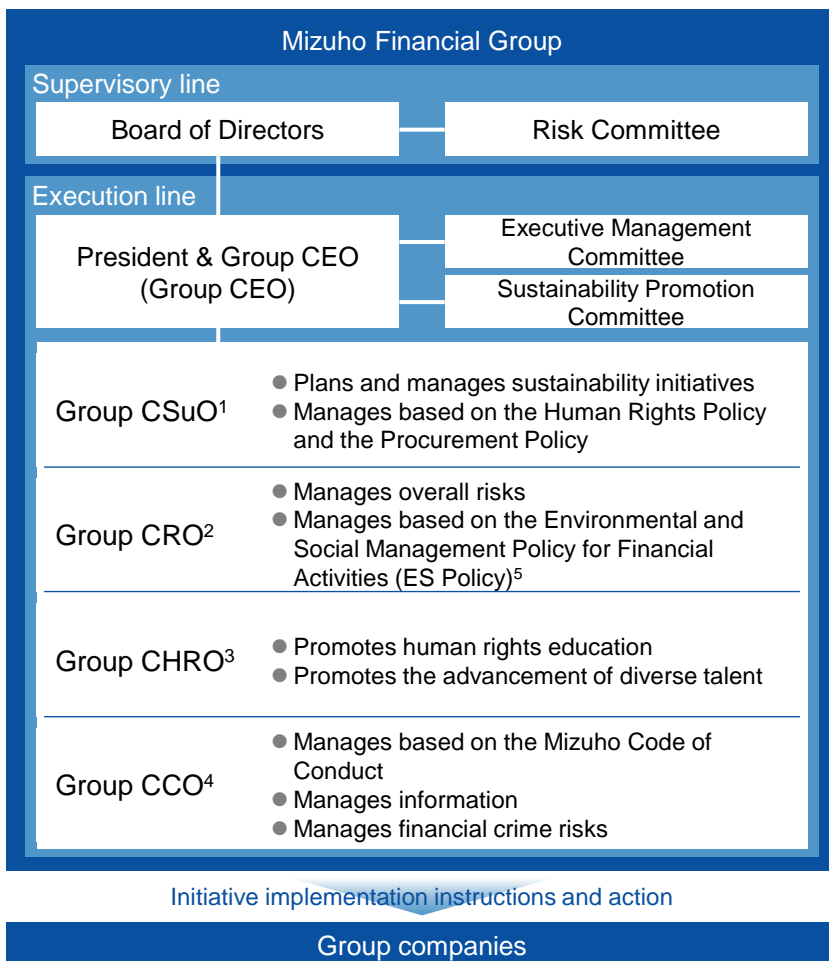 Mizuho Financial Group
Supervisory line
Board of Directors
Risk Committee
Execution line
President & Group CEO
(Group CEO)
Executive Management
Committee
Sustainability Promotion
Committee
Group CSuO¹
● Plans and manages sustainability initiatives
● Manages based on the Human Rights Policy
and the Procurement Policy
Group CRO²
● Manages overall risks
● Manages based on the Environmental and
Social Management Policy for Financial
Activities (ES Policy)⁵
Group CHRO³
● Promotes human rights education
● Promotes the advancement of diverse talent
Group CCO⁴
● Manages based on the Mizuho Code of
Conduct
● Manages information
● Manages financial crime risks
Initiative implementation instructions and action
Group companies